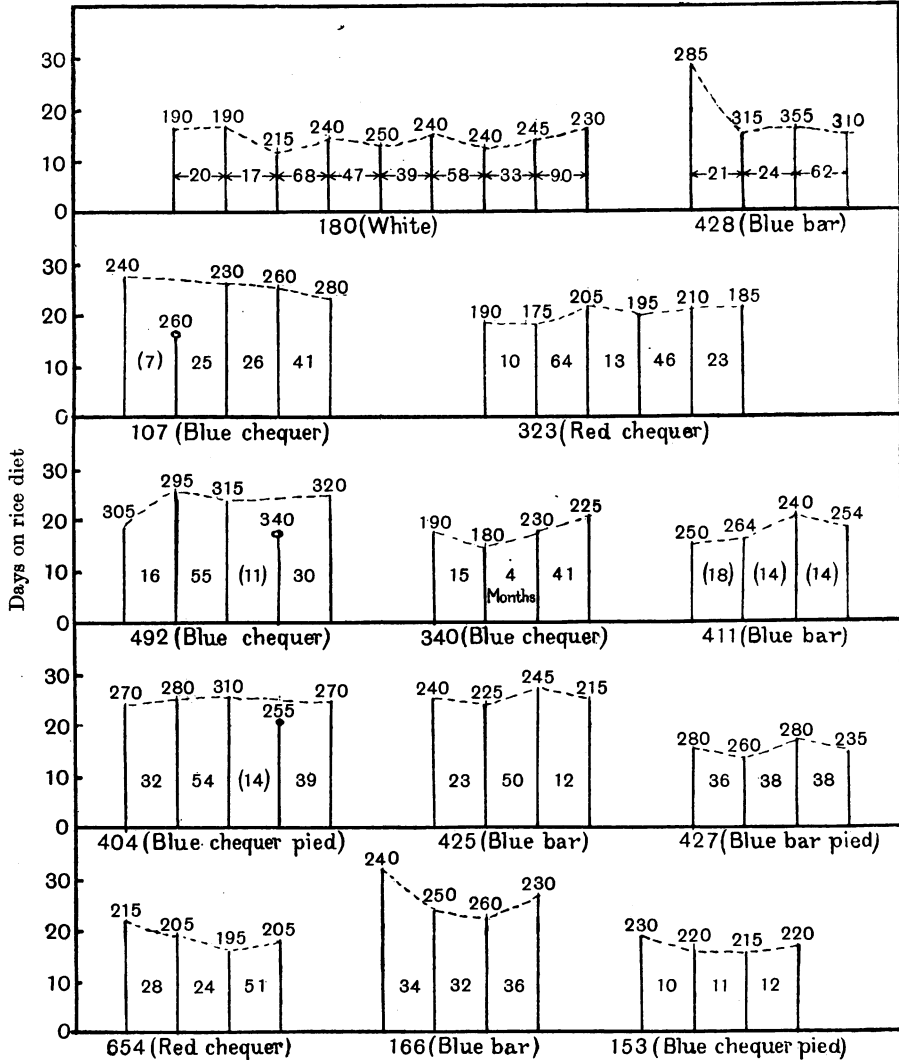 Days on rice diet
30
20
10
0
190 190 215 240 250 240 240 245 230
20 17 68 47 39 58 33 90
180 (White)
285 315 355 310
21 24 62
428 (Blue bar)
30
20
10
0
240 260 230 260 280
(7) 25 26 41
107 (Blue chequer)
190 175 205 195 210 185
10 64 13 46 23
323 (Red chequer)
30
20
10
0
305 295 315 340 320
16 55 (11) 30
492 (Blue chequer)
190 180 230 225
15 4 41
Months
340 (Blue chequer)
250 264 240 254
(18) (14) (14)
411 (Blue bar)
30
20
10
0
270 280 310 255 270
32 54 (14) 39
404 (Blue chequer pied)
240 225 245 215
23 50 12
425 (Blue bar)
280 260 280 235
36 38 38
427 (Blue bar pied)
30
20
10
0
215 205 195 205
28 24 51
654 (Red chequer)
240 250 260 230
34 32 36
166 (Blue bar)
230 220 215 220
10 11 12
153 (Blue chequer pied)